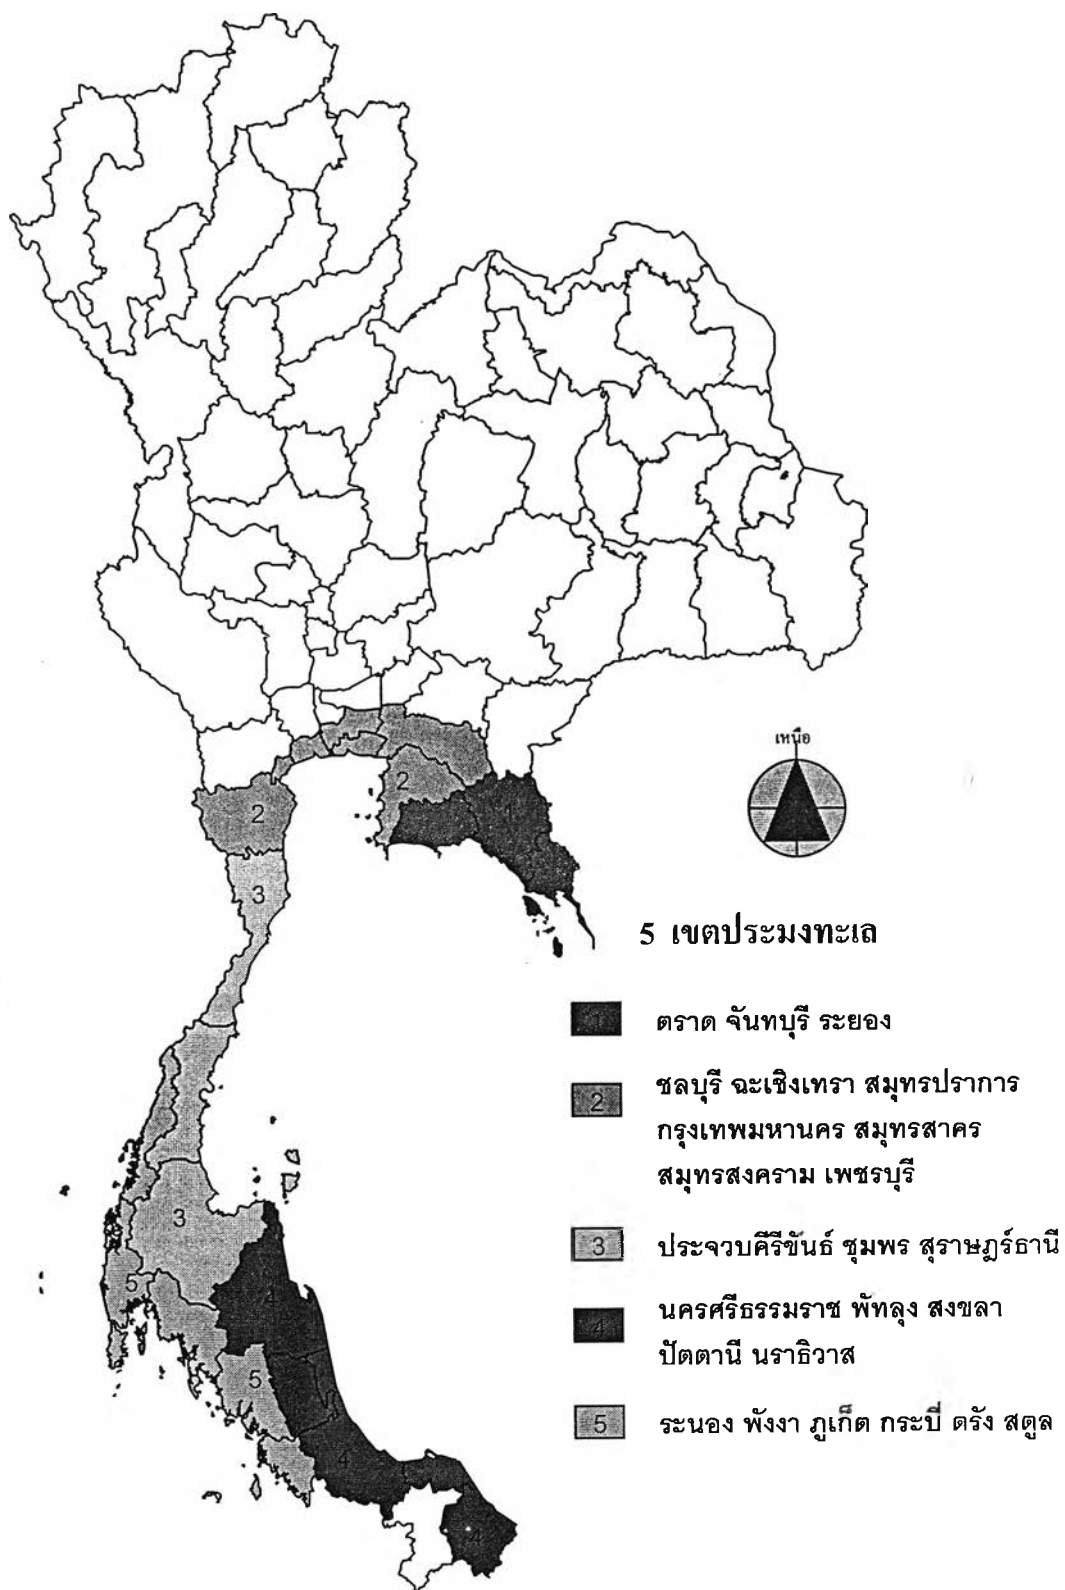 เหนือ
2
2
1
3
3
5
4
5
4
4
5 เขตประมงทะเล
1 ตราด จันทบุรี ระยอง
2 ชลบุรี ฉะเชิงเทรา สมุทรปราการ
กรุงเทพมหานคร สมุทรสาคร
สมุทรสงคราม เพชรบุรี
3 ประจวบคีรีขันธ์ ชุมพร สุราษฎร์ธานี
4 นครศรีธรรมราช พัทลุง สงขลา
ปัตตานี นราธิวาส
5 ระนอง พังงา ภูเก็ต กระบี่ ตรัง สตูล